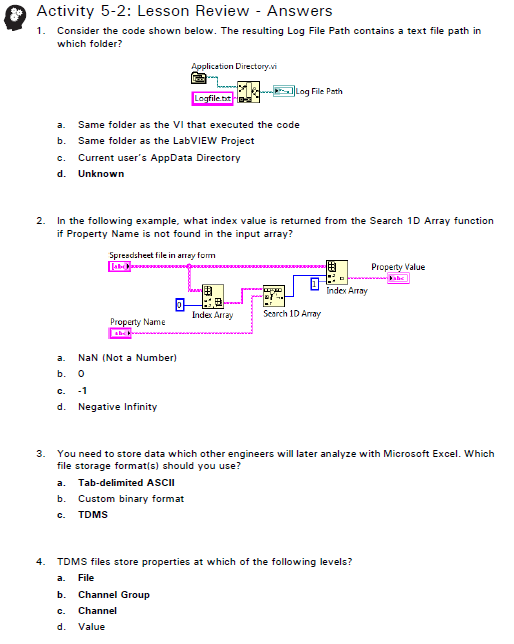 Activity 5-2: Lesson Review - Answers
1. Consider the code shown below. The resulting Log File Path contains a text file path in
which folder?
Application Directory.vi
Logfile.txt
Log File Path
a. Same folder as the VI that executed the code
b. Same folder as the LabVIEW Project
c. Current user's AppData Directory
d. Unknown
2. In the following example, what index value is returned from the Search 1D Array function
if Property Name is not found in the input array?
Spreadsheet file in array form
abc
Property Value
abc
1
Index Array
0
Index Array
Search 1D Array
Property Name
abc
a. NaN (Not a Number)
b. 0
c. -1
d. Negative Infinity
3. You need to store data which other engineers will later analyze with Microsoft Excel. Which
file storage format(s) should you use?
a. Tab-delimited ASCII
b. Custom binary format
c. TDMS
4. TDMS files store properties at which of the following levels?
a. File
b. Channel Group
c. Channel
d. Value